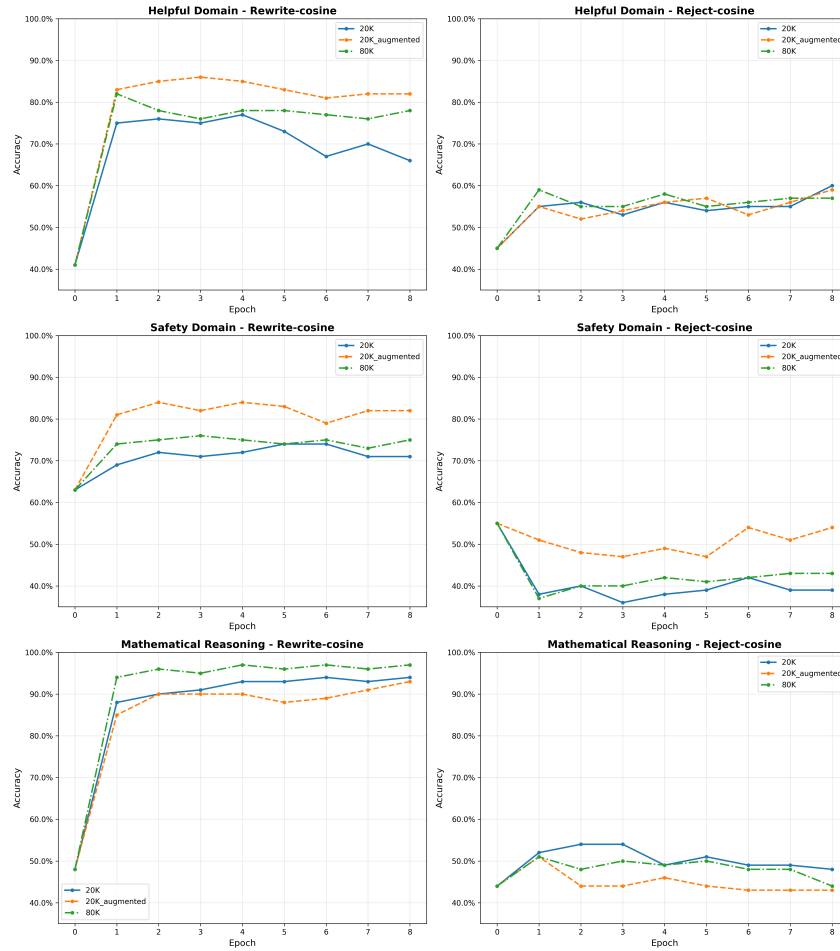 Helpful Domain - Rewrite-cosine
100.0%
90.0%
80.0%
70.0%
60.0%
50.0%
40.0%
Accuracy
0 1 2 3 4 5 6 7 8
Epoch
20K
20K_augmented
80K
Helpful Domain - Reject-cosine
100.0%
90.0%
80.0%
70.0%
60.0%
50.0%
40.0%
Accuracy
0 1 2 3 4 5 6 7 8
Epoch
20K
20K_augmented
80K
Safety Domain - Rewrite-cosine
100.0%
90.0%
80.0%
70.0%
60.0%
50.0%
40.0%
Accuracy
0 1 2 3 4 5 6 7 8
Epoch
20K
20K_augmented
80K
Safety Domain - Reject-cosine
100.0%
90.0%
80.0%
70.0%
60.0%
50.0%
40.0%
Accuracy
0 1 2 3 4 5 6 7 8
Epoch
20K
20K_augmented
80K
Mathematical Reasoning - Rewrite-cosine
100.0%
90.0%
80.0%
70.0%
60.0%
50.0%
40.0%
Accuracy
0 1 2 3 4 5 6 7 8
Epoch
20K
20K_augmented
80K
Mathematical Reasoning - Reject-cosine
100.0%
90.0%
80.0%
70.0%
60.0%
50.0%
40.0%
Accuracy
0 1 2 3 4 5 6 7 8
Epoch
20K
20K_augmented
80K